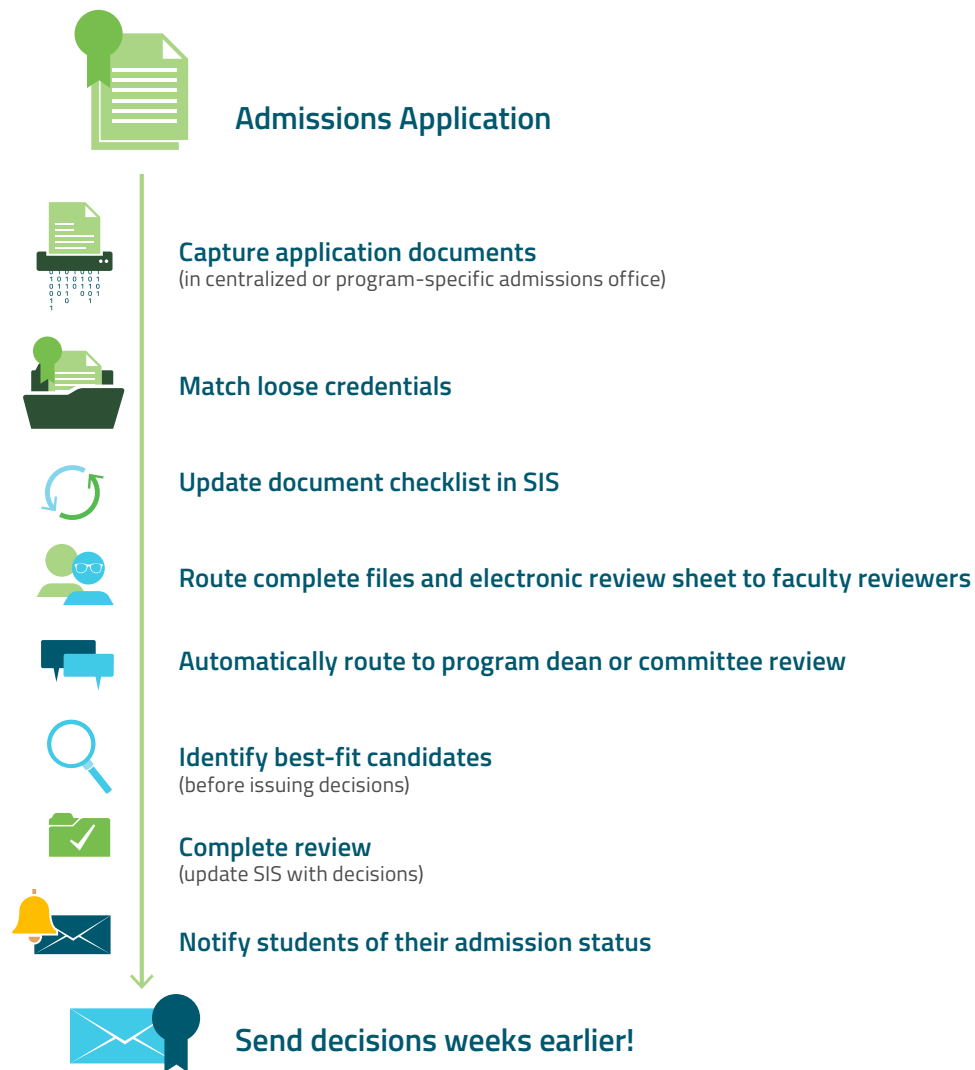 Admissions Application
Capture application documents
(in centralized or program-specific admissions office)
Match loose credentials
Update document checklist in SIS
Route complete files and electronic review sheet to faculty reviewers
Automatically route to program dean or committee review
Identify best-fit candidates
(before issuing decisions)
Complete review
(update SIS with decisions)
Notify students of their admission status
Send decisions weeks earlier!